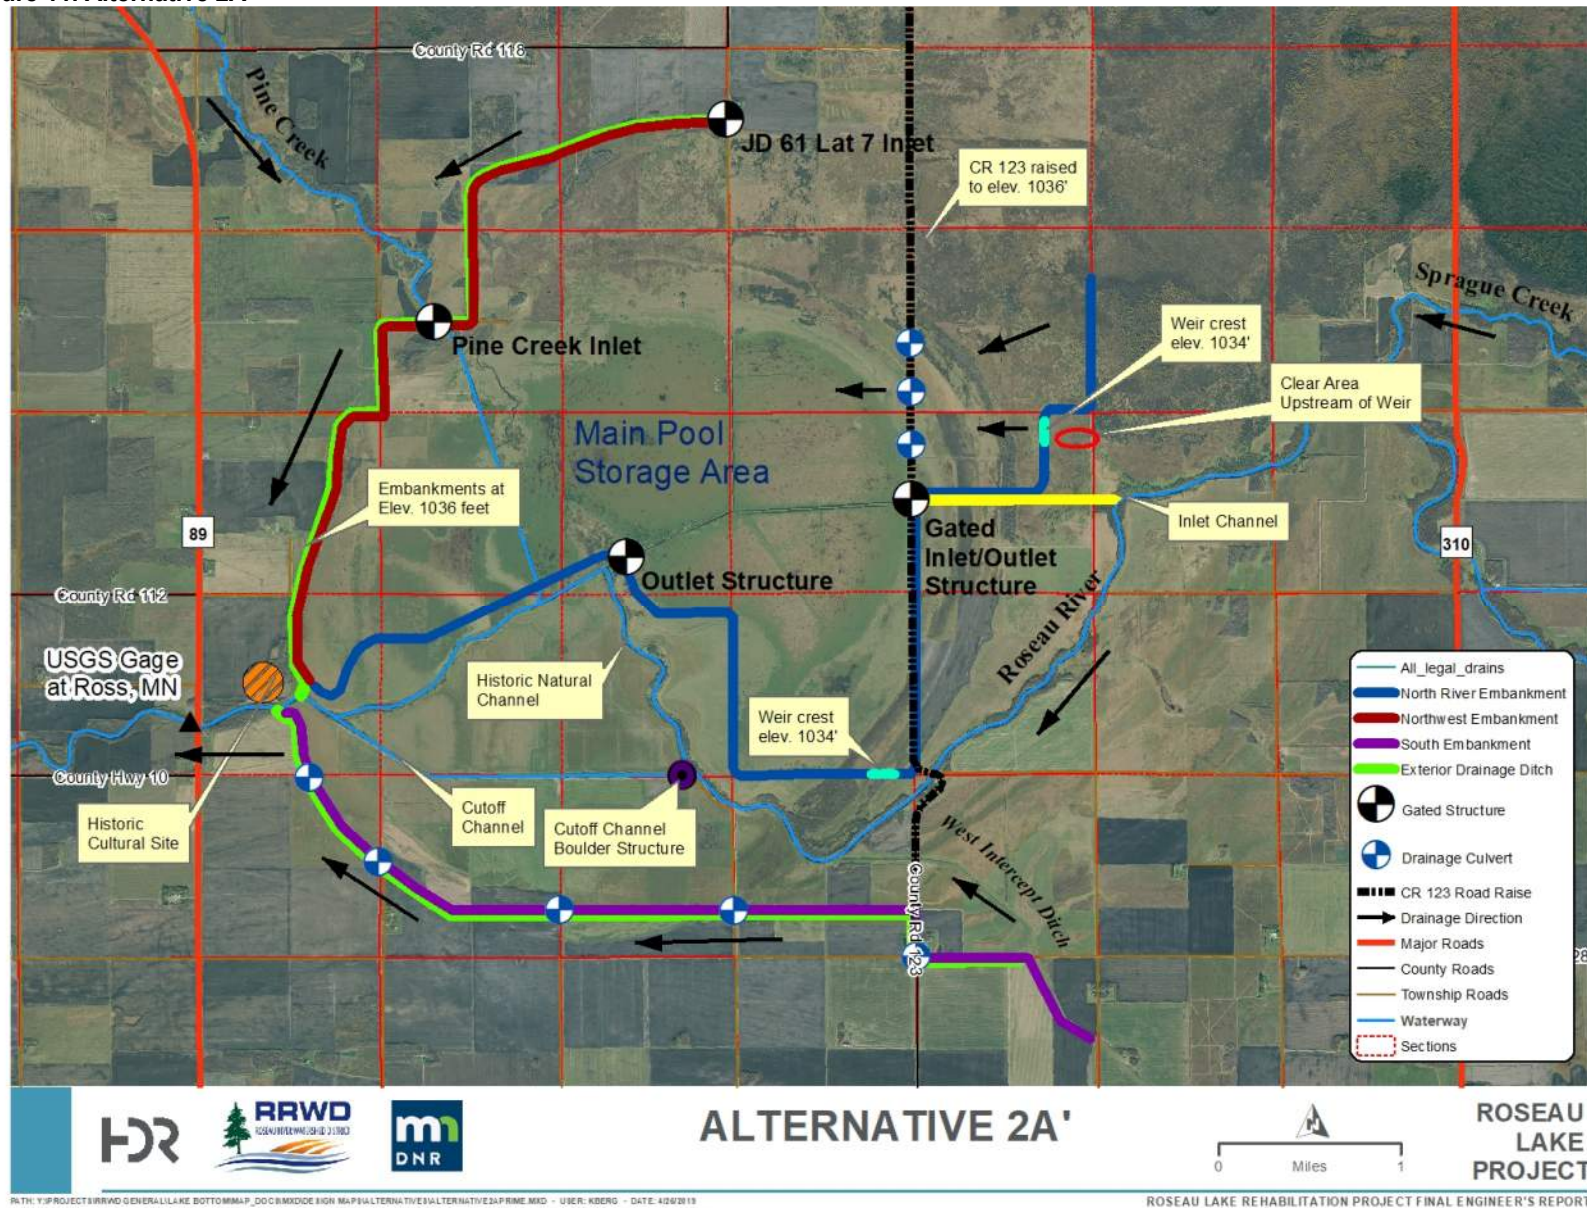 County Rd 118
Pine Creek
JD 61 Lat 7 Inlet
CR 123 raised
to elev. 1036'
Sprague Creek
Pine Creek Inlet
Weir crest
elev. 1034'
Clear Area
Upstream of Weir
Main Pool
Storage Area
Embankments at
Elev. 1036 feet
89
Gated
Inlet/Outlet
Structure
Inlet Channel
310
Outlet Structure
County Rd 112
Roseau River
USGS Gage
at Ross, MN
Historic Natural
Channel
Weir crest
elev. 1034'
County Hwy 10
Historic
Cultural Site
Cutoff
Channel
Cutoff Channel
Boulder Structure
West Intercept Ditch
County Rd 123
28
All_legal_drains
North River Embankment
Northwest Embankment
South Embankment
Exterior Drainage Ditch
Gated Structure
Drainage Culvert
CR 123 Road Raise
Drainage Direction
Major Roads
County Roads
Township Roads
Waterway
Sections
HDR
RRWD
ROSEAU RIVER WATERSHED DISTRICT
mn
DNR
ALTERNATIVE 2A'
N
0 Miles 1
ROSEAU
LAKE
PROJECT
ROSEAU LAKE REHABILITATION PROJECT FINAL ENGINEER'S REPORT